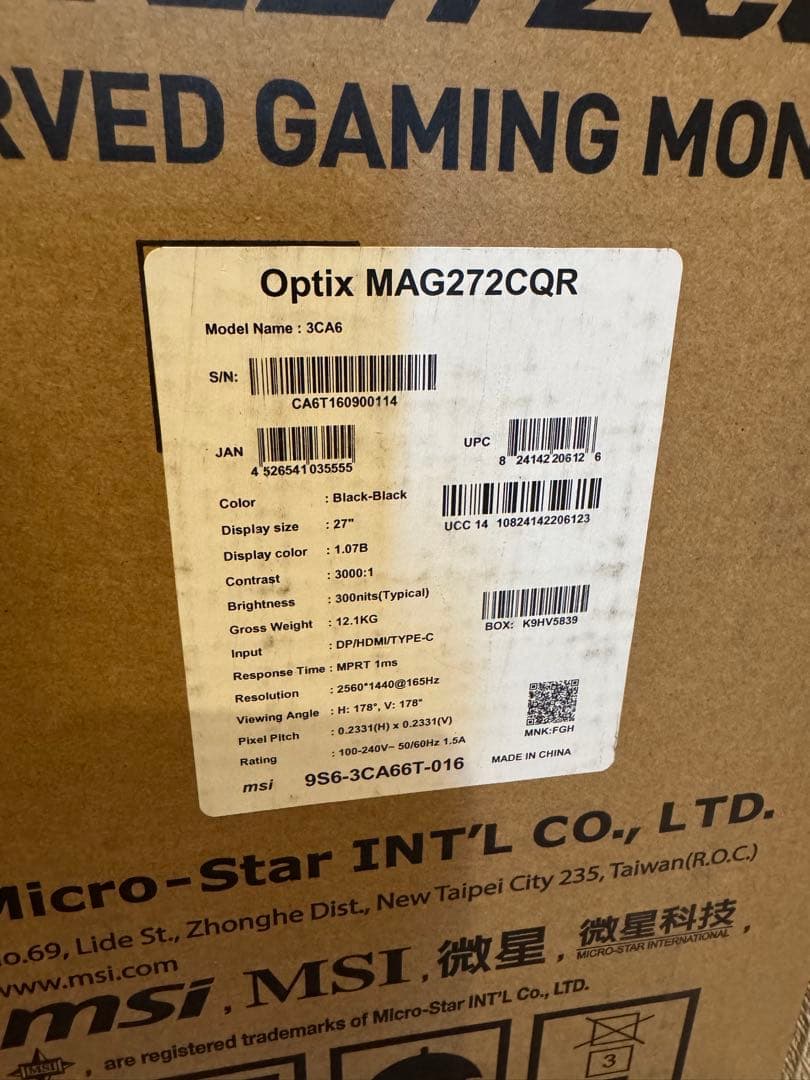 RVED GAMING MON
Optix MAG272CQR
Model Name : 3CA6
S/N:
CA6T160900114
JAN
4 526541 035555
UPC
8 24142 20612 6
UCC 14 10824142206123
Color : Black-Black
Display size : 27"
Display color : 1.07B
Contrast : 3000:1
Brightness : 300nits(Typical)
Gross Weight : 12.1KG
Input : DP/HDMI/TYPE-C
Response Time : MPRT 1ms
Resolution : 2560*1440@165Hz
Viewing Angle : H: 178°, V: 178°
Pixel Pitch : 0.2331(H) x 0.2331(V)
Rating : 100-240V~ 50/60Hz 1.5A
BOX: K9HV5839
MNK:FGH
msi 9S6-3CA66T-016 MADE IN CHINA
Micro-Star INT'L CO., LTD.
No.69, Lide St., Zhonghe Dist., New Taipei City 235, Taiwan(R.O.C.)
www.msi.com
msi, MSI, 微星, 微星科技,
MICRO-STAR INTERNATIONAL
MSI, are registered trademarks of Micro-Star INT'L Co., LTD.
3